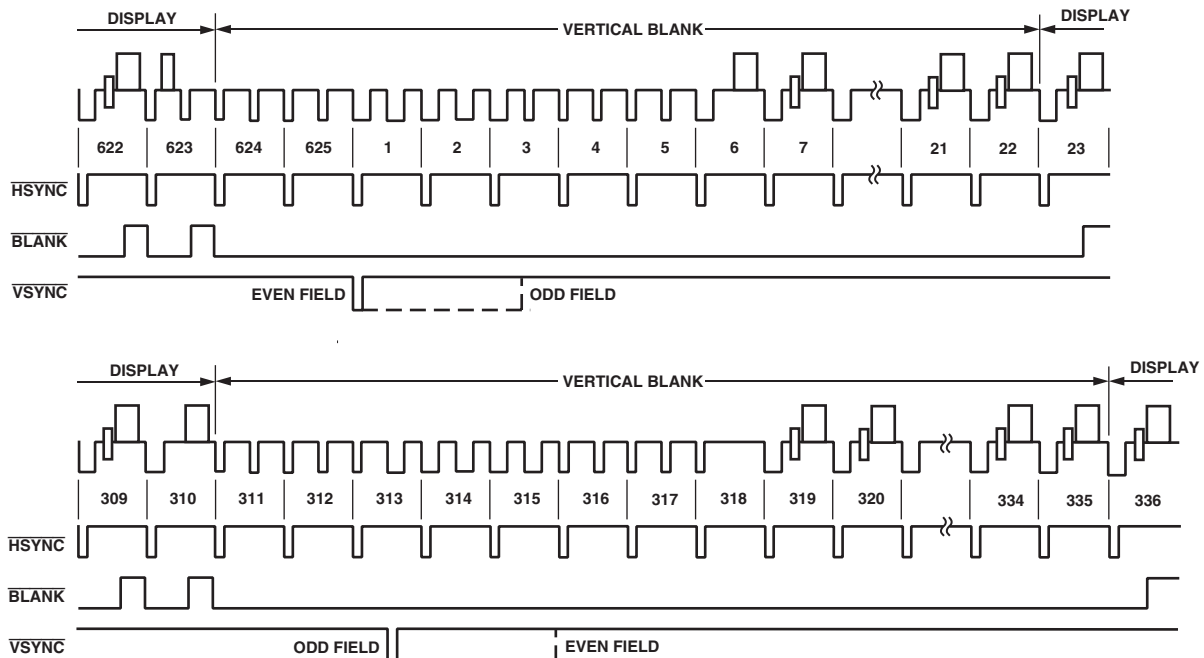 DISPLAY VERTICAL BLANK DISPLAY
622 623 624 625 1 2 3 4 5 6 7 21 22 23
HSYNC
BLANK
VSYNC EVEN FIELD ODD FIELD
DISPLAY VERTICAL BLANK DISPLAY
309 310 311 312 313 314 315 316 317 318 319 320 334 335 336
HSYNC
BLANK
VSYNC ODD FIELD EVEN FIELD